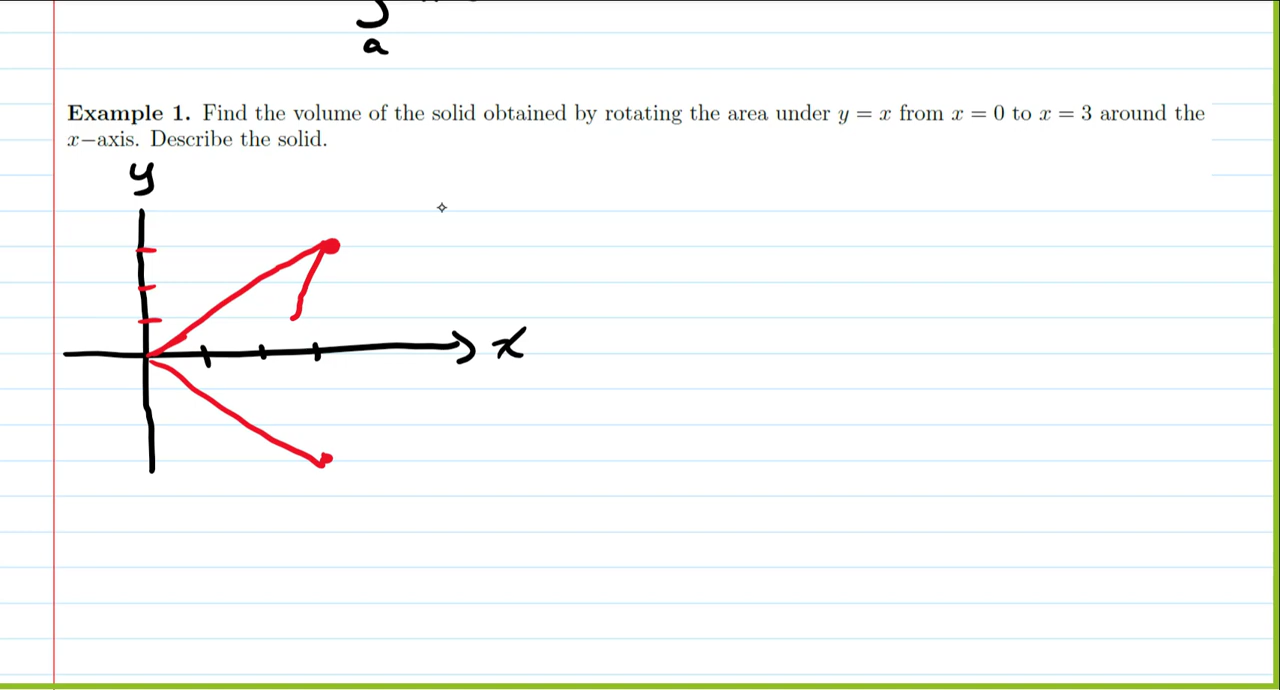 a
Example 1. Find the volume of the solid obtained by rotating the area under y = x from x = 0 to x = 3 around the
x−axis. Describe the solid.
y
x